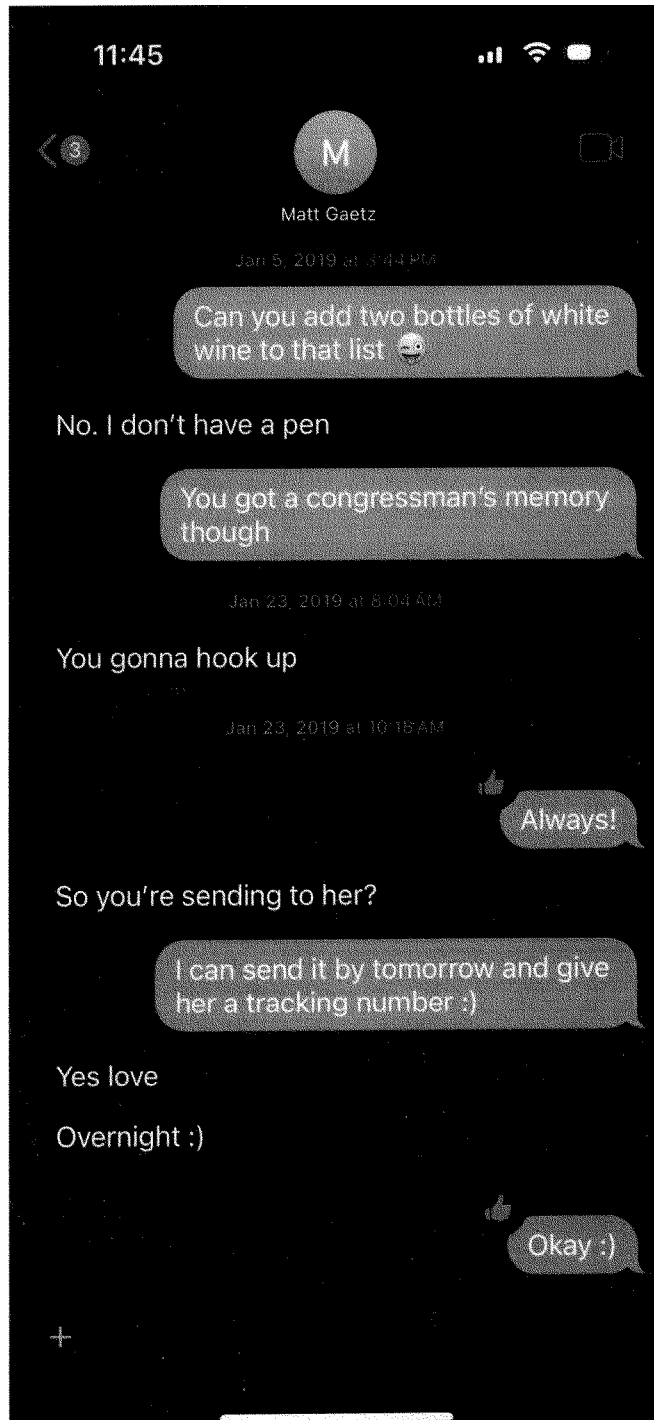 11:45
3
M
Matt Gaetz
Jan 5, 2019 at 3:44 PM
Can you add two bottles of white
wine to that list 😜
No. I don't have a pen
You got a congressman's memory
though
Jan 23, 2019 at 8:04 AM
You gonna hook up
Jan 23, 2019 at 10:18 AM
Always!
So you're sending to her?
I can send it by tomorrow and give
her a tracking number :)
Yes love
Overnight :)
Okay :)
+